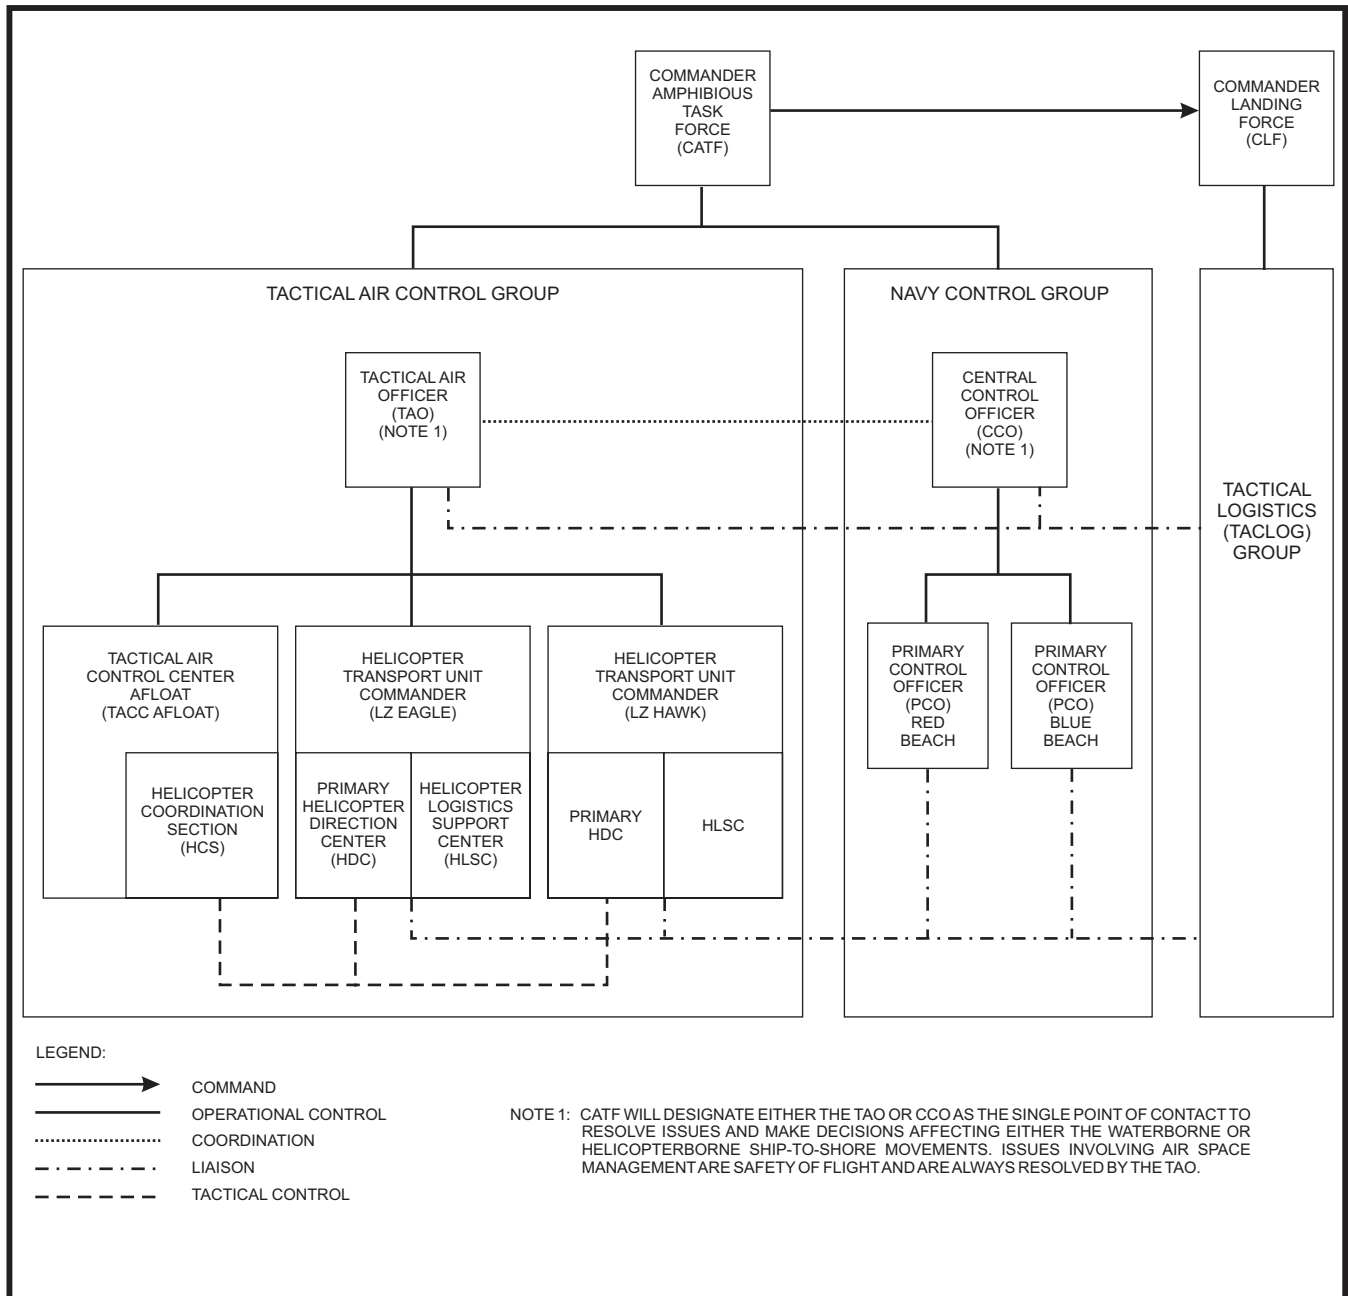 COMMANDER
AMPHIBIOUS
TASK
FORCE
(CATF)
COMMANDER
LANDING
FORCE
(CLF)
TACTICAL AIR CONTROL GROUP
NAVY CONTROL GROUP
TACTICAL AIR
OFFICER
(TAO)
(NOTE 1)
CENTRAL
CONTROL
OFFICER
(CCO)
(NOTE 1)
TACTICAL
LOGISTICS
(TACLOG)
GROUP
TACTICAL AIR
CONTROL CENTER
AFLOAT
(TACC AFLOAT)
HELICOPTER
TRANSPORT UNIT
COMMANDER
(LZ EAGLE)
HELICOPTER
TRANSPORT UNIT
COMMANDER
(LZ HAWK)
PRIMARY
CONTROL
OFFICER
(PCO)
RED
BEACH
PRIMARY
CONTROL
OFFICER
(PCO)
BLUE
BEACH
HELICOPTER
COORDINATION
SECTION
(HCS)
PRIMARY
HELICOPTER
DIRECTION
CENTER
(HDC)
HELICOPTER
LOGISTICS
SUPPORT
CENTER
(HLSC)
PRIMARY
HDC
HLSC
LEGEND:
COMMAND
OPERATIONAL CONTROL
COORDINATION
LIAISON
TACTICAL CONTROL
NOTE 1: CATF WILL DESIGNATE EITHER THE TAO OR CCO AS THE SINGLE POINT OF CONTACT TO
RESOLVE ISSUES AND MAKE DECISIONS AFFECTING EITHER THE WATERBORNE OR
HELICOPTERBORNE SHIP-TO-SHORE MOVEMENTS. ISSUES INVOLVING AIR SPACE
MANAGEMENT ARE SAFETY OF FLIGHT AND ARE ALWAYS RESOLVED BY THE TAO.